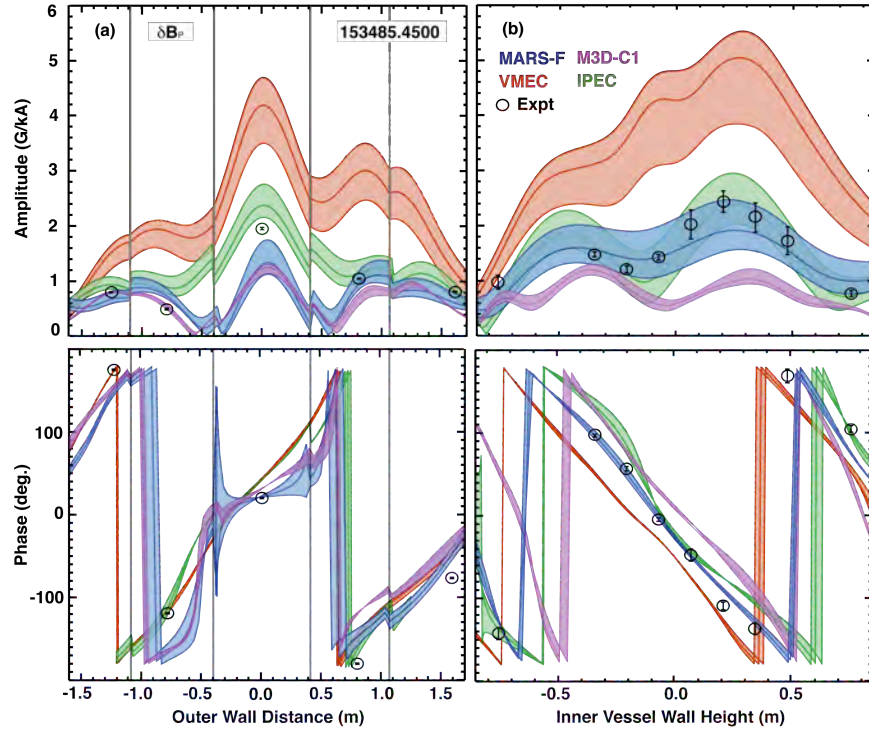 (a) δBₚ 153485.4500
(b)
MARS-F M3D-C1
VMEC IPEC
Expt
Amplitude (G/kA)
5
4
3
2
1
0
Phase (deg.)
100
0
-100
-1.5 -1.0 -0.5 0.0 0.5 1.0 1.5
-0.5 0.0 0.5
Outer Wall Distance (m)
Inner Vessel Wall Height (m)